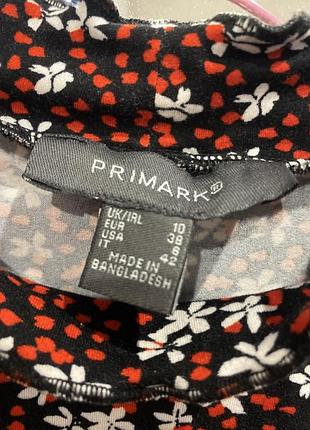 PRIMARK
UK/IRL 10
EUR 38
USA 6
IT 42
MADE IN
BANGLADESH